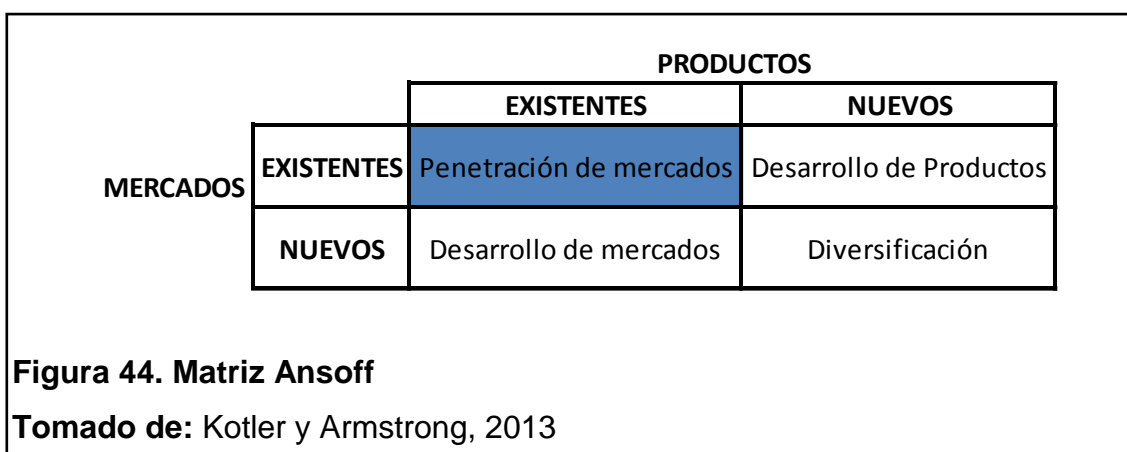 PRODUCTOS
EXISTENTES NUEVOS
MERCADOS EXISTENTES Penetración de mercados Desarrollo de Productos
NUEVOS Desarrollo de mercados Diversificación
Figura 44. Matriz Ansoff
Tomado de: Kotler y Armstrong, 2013